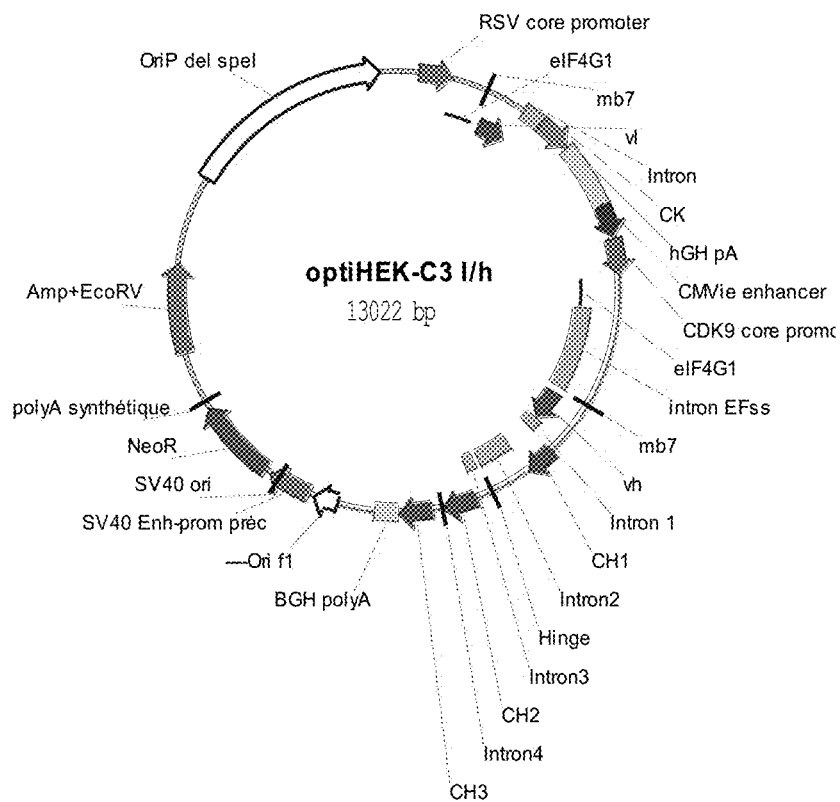 RSV core promoter
OriP del speI
eIF4G1
mb7
vl
Intron
CK
hGH pA
optiHEK-C3 l/h
13022 bp
Amp+EcoRV
CMVie enhancer
CDK9 core promo
eIF4G1
intron EFss
polyA synthétique
mb7
NeoR
vh
SV40 ori
Intron 1
SV40 Enh-prom préc
Ori f1
CH1
BGH polyA
Intron2
Hinge
Intron3
CH2
Intron4
CH3